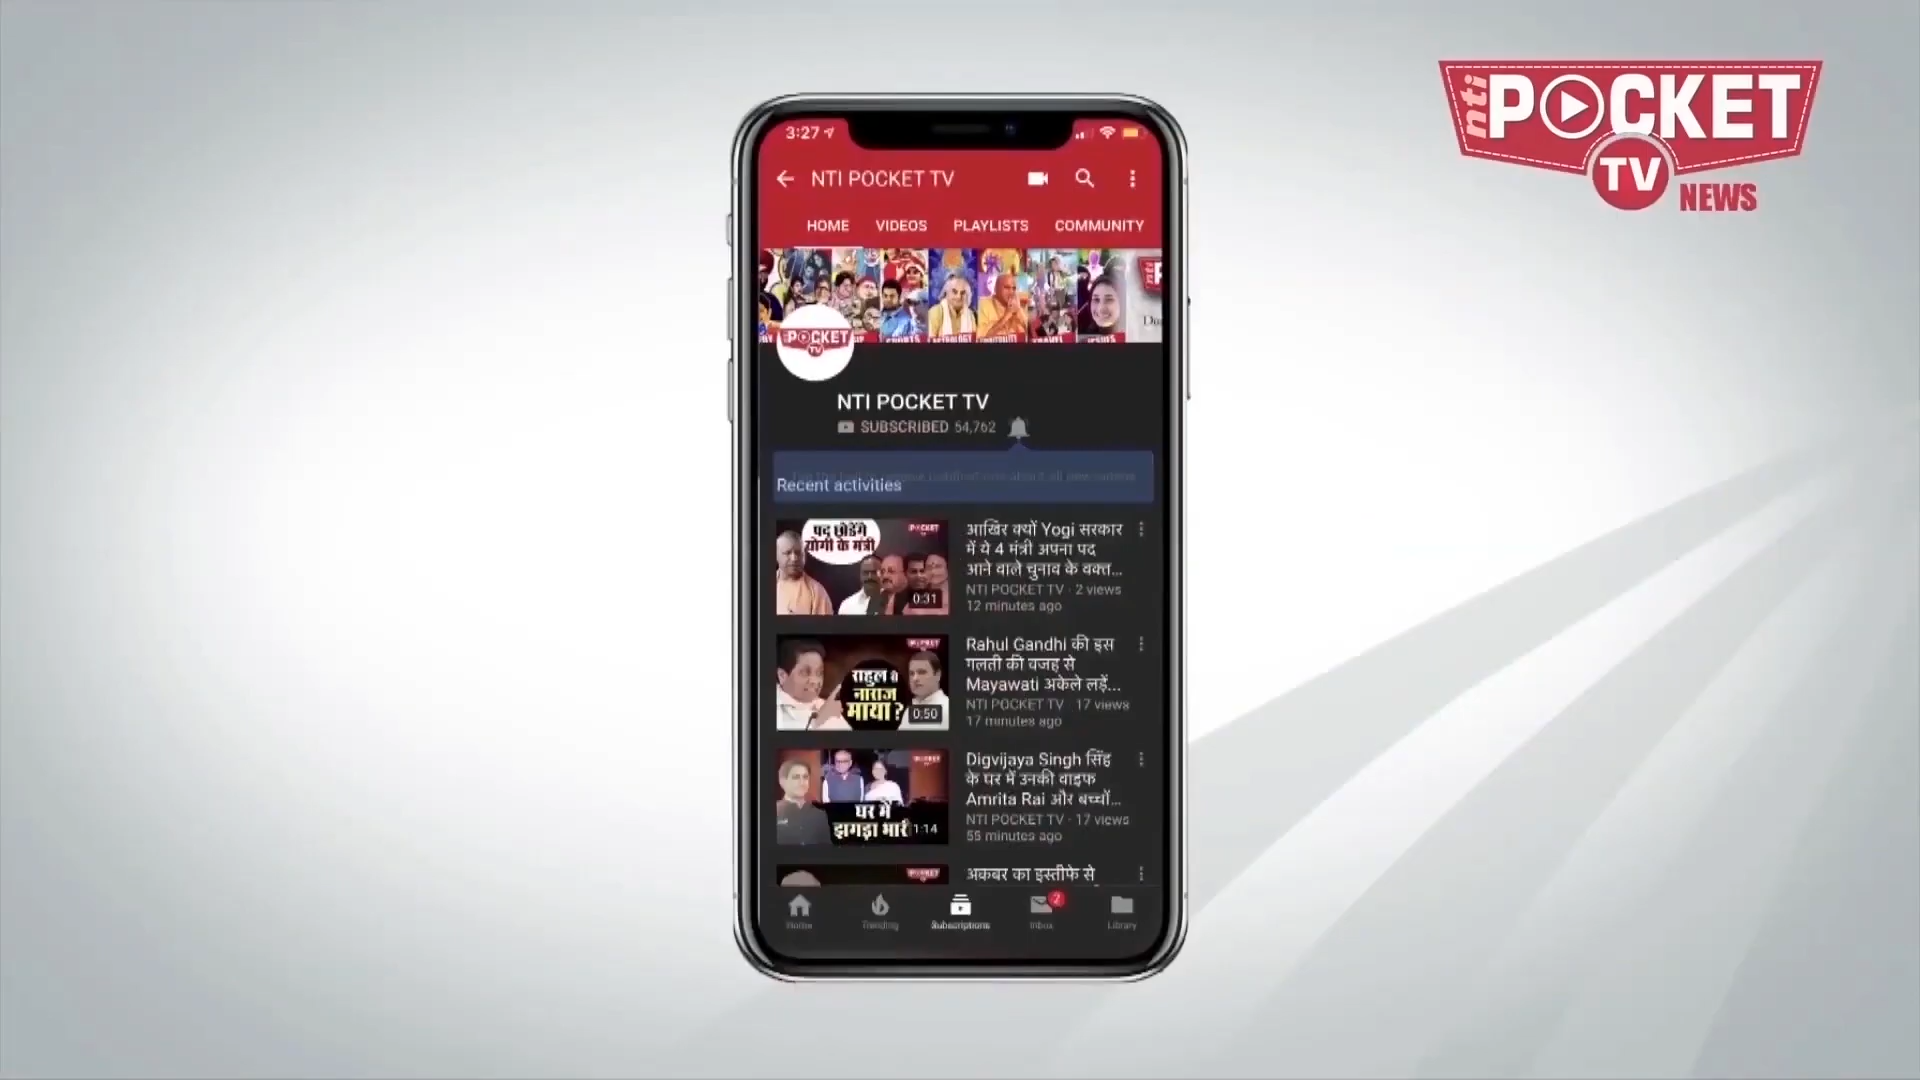 nti POCKET
TV
NEWS
3:27
NTI POCKET TV
HOME VIDEOS PLAYLISTS COMMUNITY
POCKET
TV
NTI POCKET TV
SUBSCRIBED 54,762
Recent activities
पद छोड़ेंगे
योगी के मंत्री
POCKET
0:31
आखिर क्यों Yogi सरकार
में ये 4 मंत्री अपना पद
आने वाले चुनाव के वक्त...
NTI POCKET TV · 2 views
12 minutes ago
राहुल से
नाराज
माया?
0:50
Rahul Gandhi की इस
गलती की वजह से
Mayawati अकेले लड़ें...
NTI POCKET TV · 17 views
17 minutes ago
घर में
झगड़ा भारी
1:14
Digvijaya Singh सिंह
के घर में उनकी वाइफ
Amrita Rai और बच्चों...
NTI POCKET TV · 17 views
55 minutes ago
अकबर का इस्तीफे से
Home Trending Subscriptions Inbox 2 Library